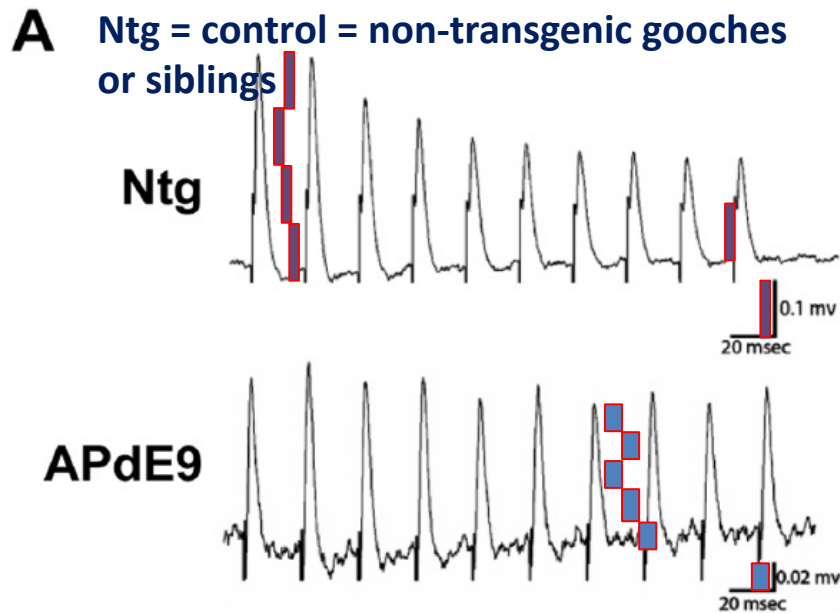 A
Ntg = control = non-transgenic gooches
or siblings
Ntg
0.1 mv
20 msec
APdE9
0.02 mv
20 msec